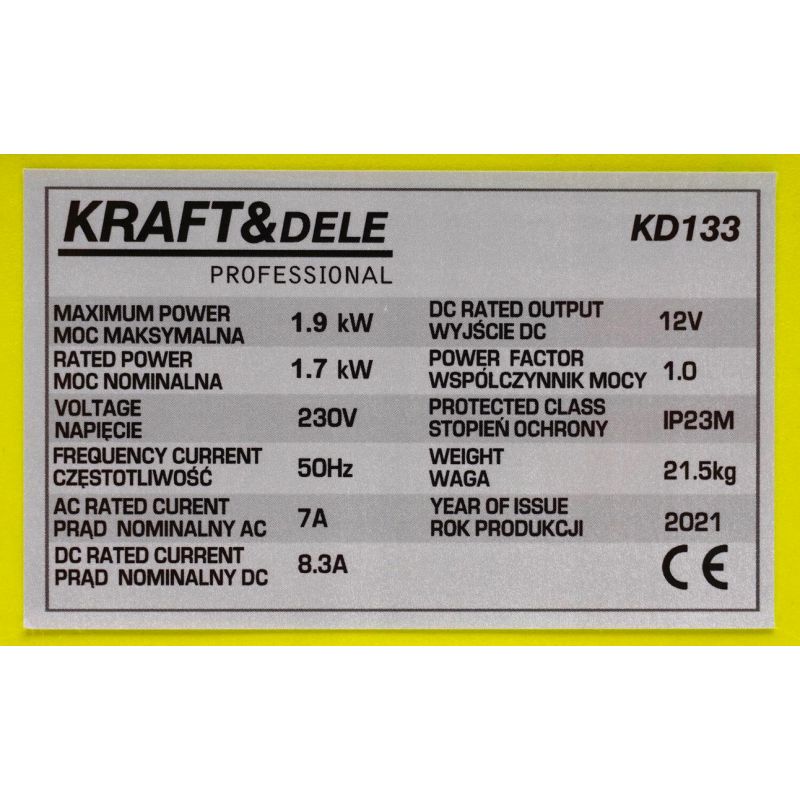 KRAFT&DELE
PROFESSIONAL
KD133
MAXIMUM POWER
MOC MAKSYMALNA
1.9 kW
RATED POWER
MOC NOMINALNA
1.7 kW
VOLTAGE
NAPIĘCIE
230V
FREQUENCY CURRENT
CZĘSTOTLIWOŚĆ
50Hz
AC RATED CURENT
PRĄD NOMINALNY AC
7A
DC RATED CURRENT
PRĄD NOMINALNY DC
8.3A
DC RATED OUTPUT
WYJŚCIE DC
12V
POWER FACTOR
WSPÓLCZYNNIK MOCY
1.0
PROTECTED CLASS
STOPIEŃ OCHRONY
IP23M
WEIGHT
WAGA
21.5kg
YEAR OF ISSUE
ROK PRODUKCJI
2021
CE